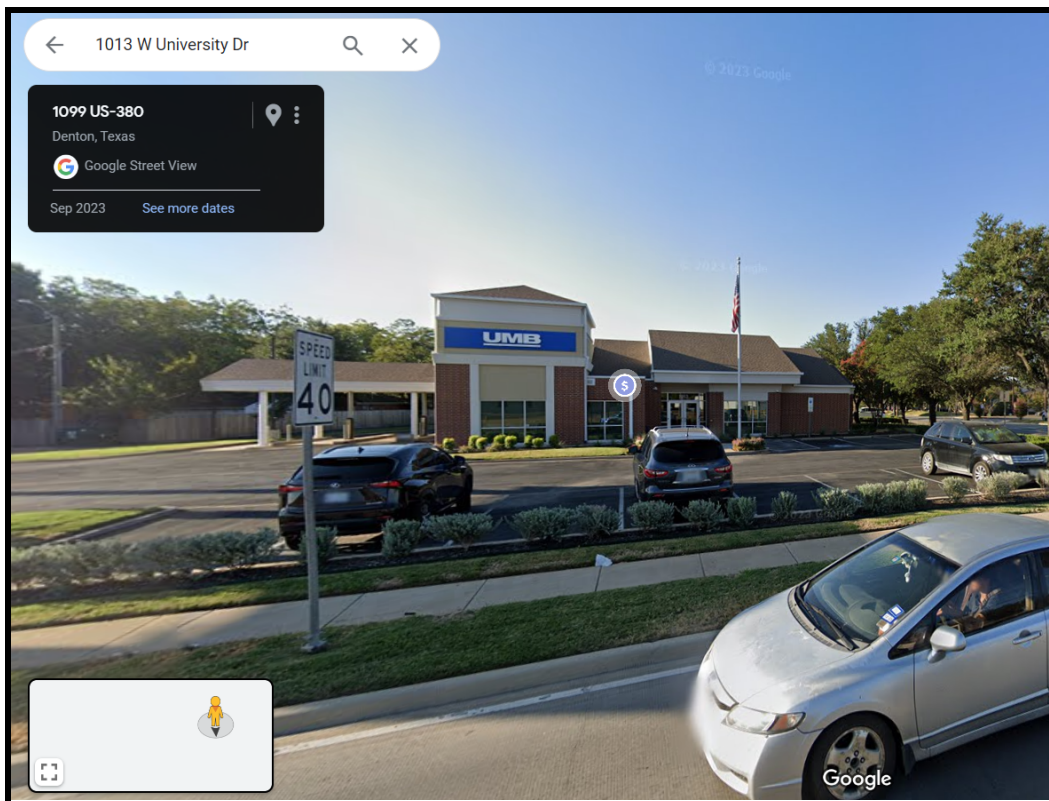 1013 W University Dr
© 2023 Google
1099 US-380
Denton, Texas
Google Street View
Sep 2023
See more dates
© 2023 Google
UMB
SPEED
LIMIT
40
$
Google